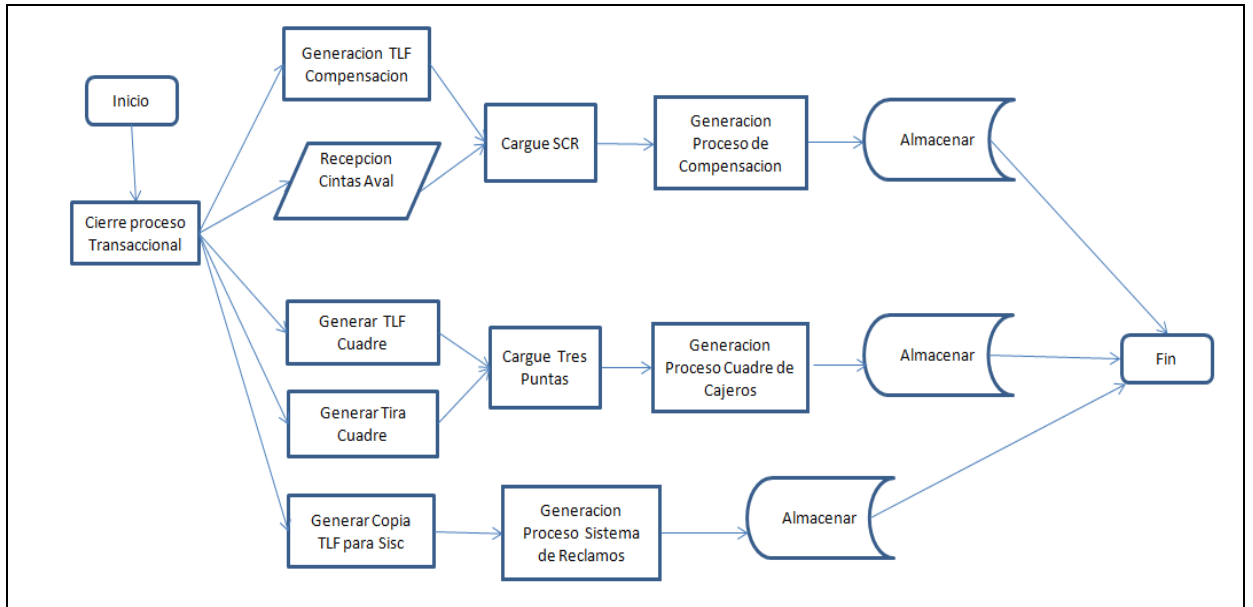 Inicio
Cierre proceso
Transaccional
Generacion TLF
Compensacion
Recepcion
Cintas Aval
Cargue SCR
Generacion
Proceso de
Compensacion
Almacenar
Generar TLF
Cuadre
Generar Tira
Cuadre
Cargue Tres
Puntas
Generacion
Proceso Cuadre de
Cajeros
Almacenar
Fin
Generar Copia
TLF para Sisc
Generacion
Proceso Sistema
de Reclamos
Almacenar